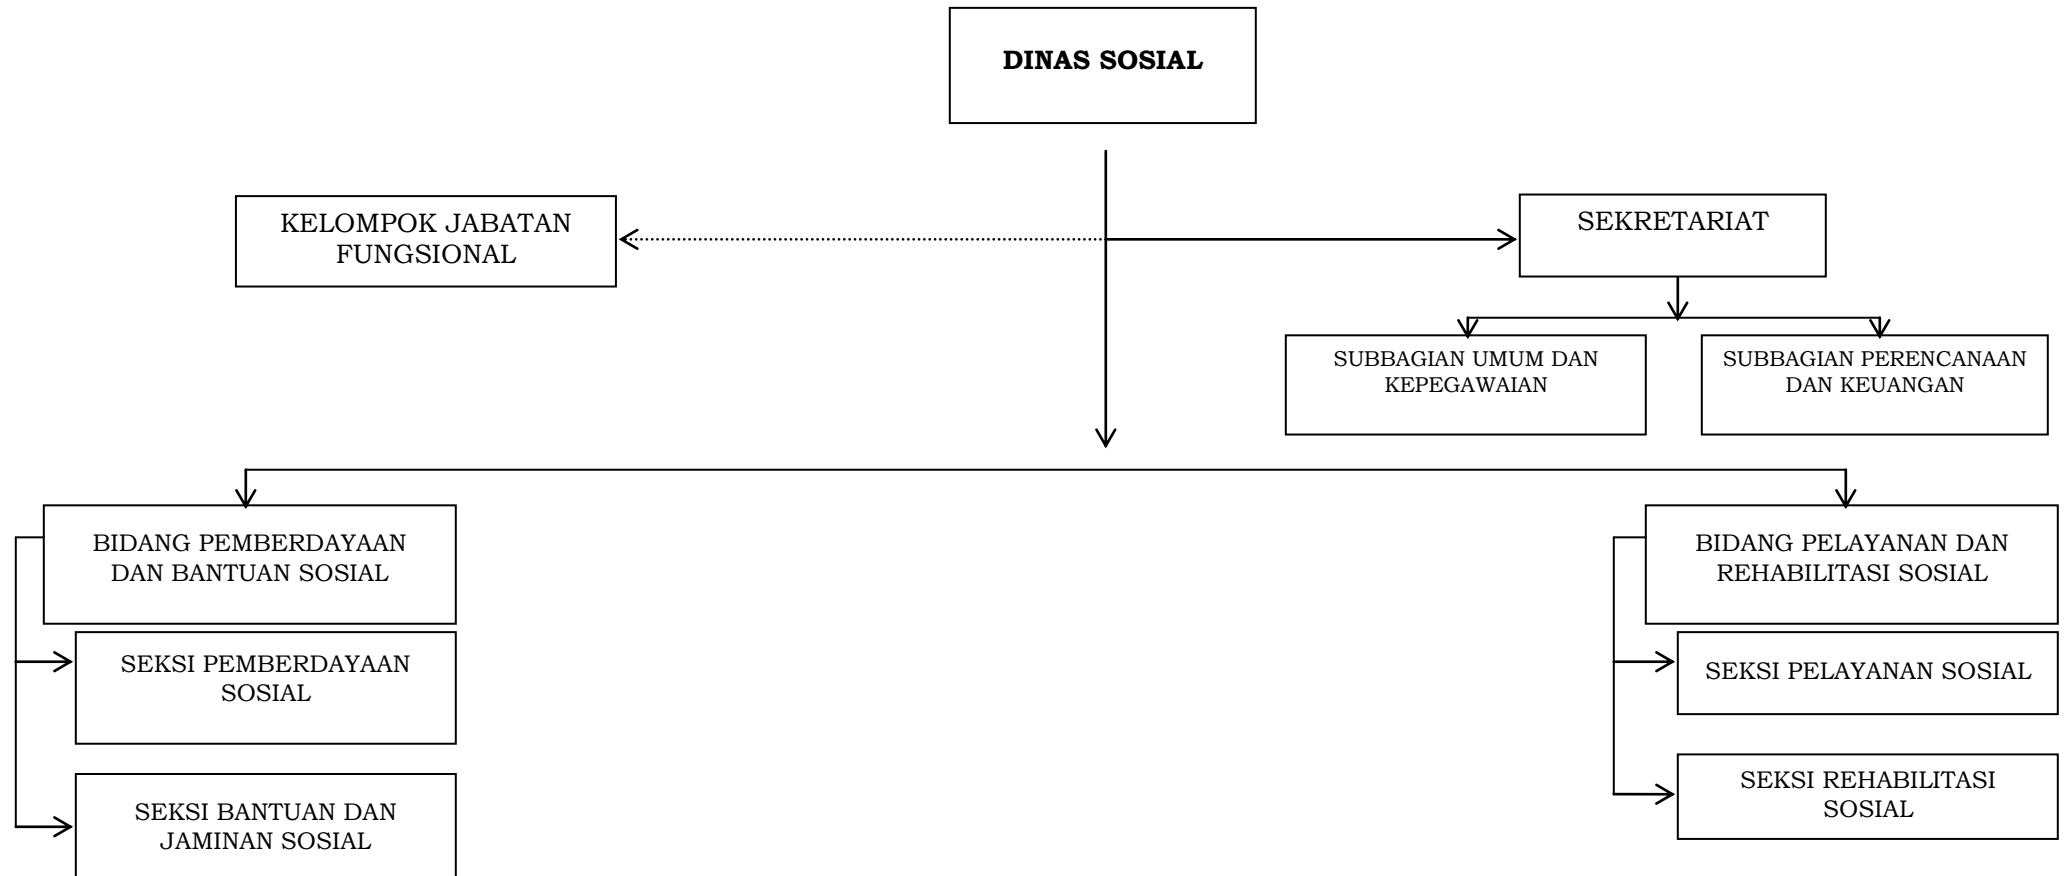 DINAS SOSIAL
KELOMPOK JABATAN
FUNGSIONAL
SEKRETARIAT
SUBBAGIAN UMUM DAN
KEPEGAWAIAN
SUBBAGIAN PERENCANAAN
DAN KEUANGAN
BIDANG PEMBERDAYAAN
DAN BANTUAN SOSIAL
SEKSI PEMBERDAYAAN
SOSIAL
SEKSI BANTUAN DAN
JAMINAN SOSIAL
BIDANG PELAYANAN DAN
REHABILITASI SOSIAL
SEKSI PELAYANAN SOSIAL
SEKSI REHABILITASI
SOSIAL